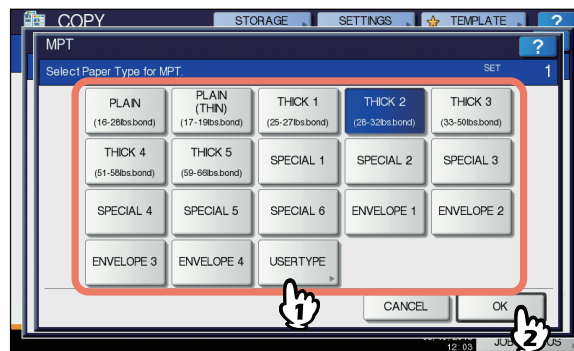 COPY STORAGE SETTINGS TEMPLATE ?
MPT ?
Select Paper Type for MPT. SET 1
PLAIN
(16-28lbs.bond)
PLAIN
(THIN)
(17-19lbs.bond)
THICK 1
(25-27lbs.bond)
THICK 2
(28-32lbs.bond)
THICK 3
(33-50lbs.bond)
THICK 4
(51-58lbs.bond)
THICK 5
(59-66lbs.bond)
SPECIAL 1
SPECIAL 2
SPECIAL 3
SPECIAL 4
SPECIAL 5
SPECIAL 6
ENVELOPE 1
ENVELOPE 2
ENVELOPE 3
ENVELOPE 4
USERTYPE
1
CANCEL
OK
2
12:03